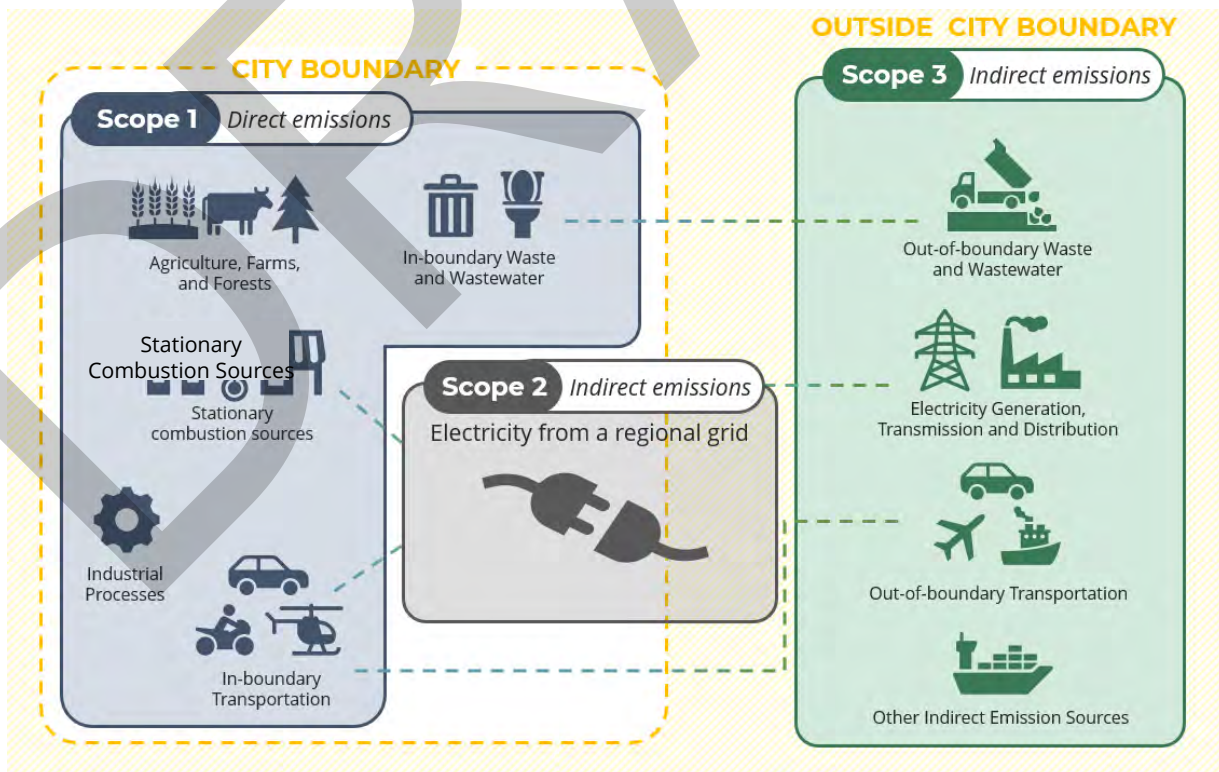 OUTSIDE CITY BOUNDARY
CITY BOUNDARY
Scope 1
Direct emissions
Agriculture, Farms,
and Forests
In-boundary Waste
and Wastewater
Stationary
Combustion Sources
Stationary
combustion sources
Industrial
Processes
In-boundary
Transportation
Scope 2
Indirect emissions
Electricity from a regional grid
Scope 3
Indirect emissions
Out-of-boundary Waste
and Wastewater
Electricity Generation,
Transmission and Distribution
Out-of-boundary Transportation
Other Indirect Emission Sources